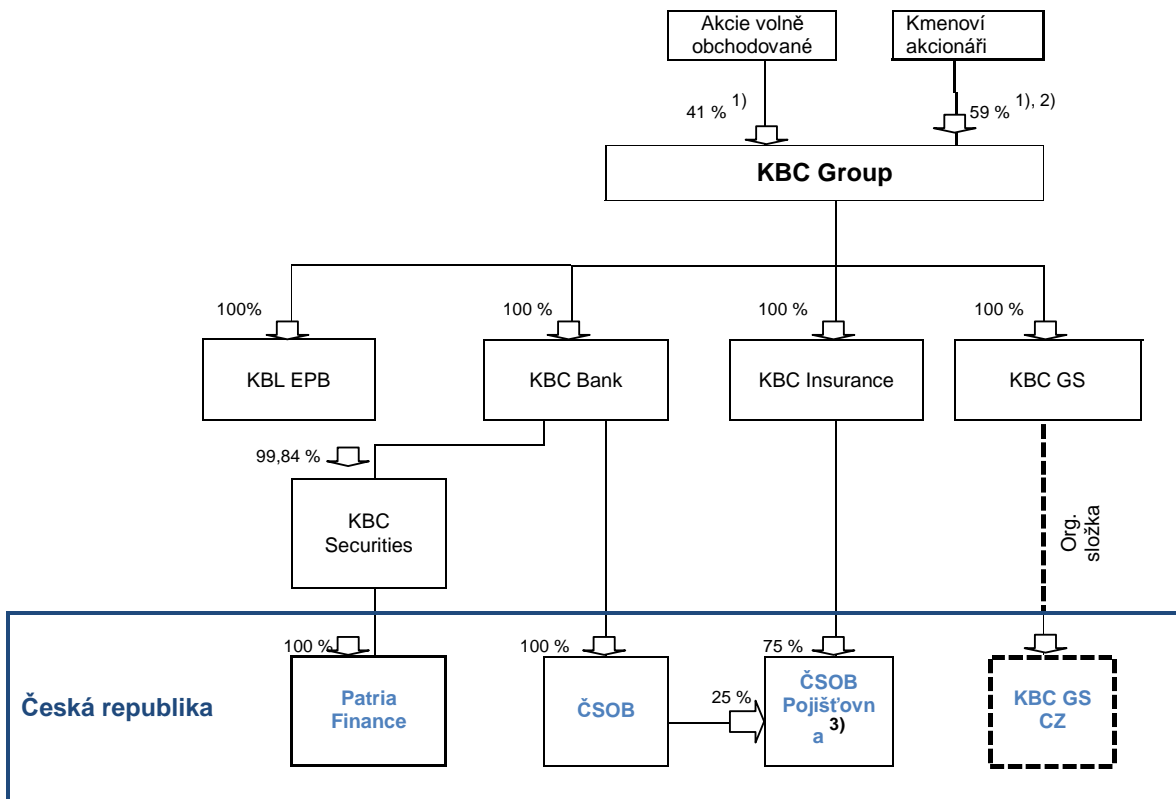 Akcie volně
obchodované
Kmenoví
akcionáři
41 % 1)
59 % 1), 2)
KBC Group
100%
100 %
100 %
100 %
KBL EPB
KBC Bank
KBC Insurance
KBC GS
99,84 %
KBC
Securities
Org.
složka
100 %
100 %
75 %
Česká republika
Patria
Finance
ČSOB
25 %
ČSOB
Pojišťovn
a 3)
KBC GS
CZ